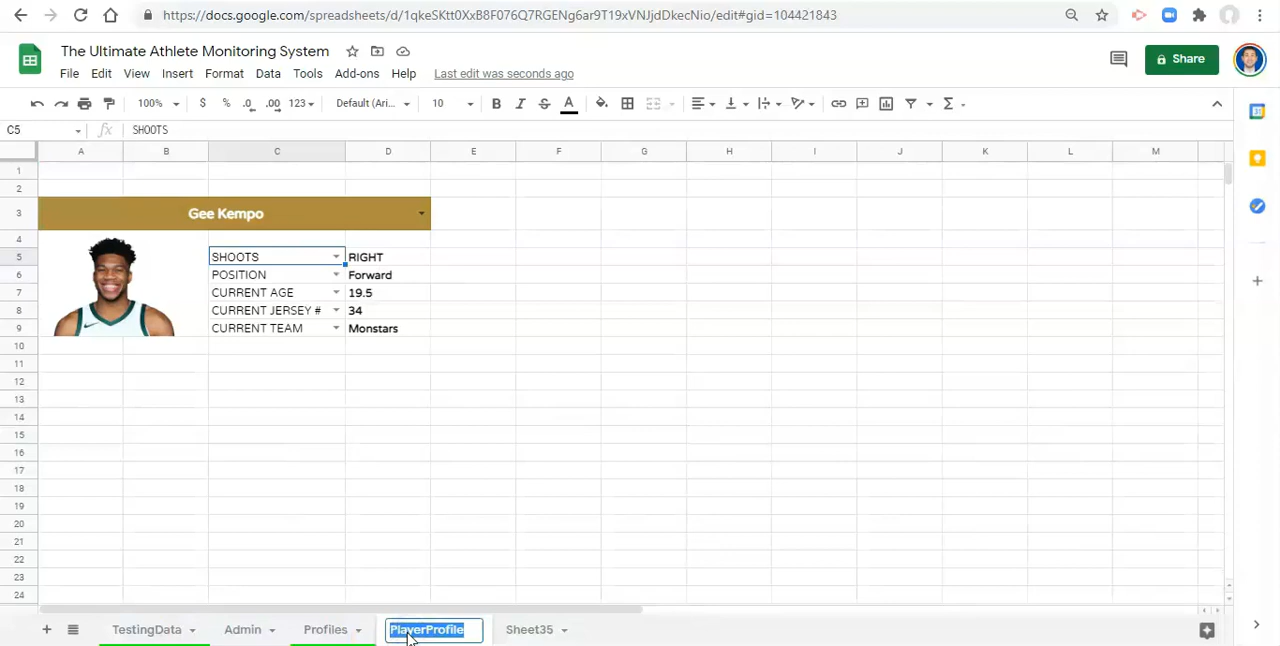 https://docs.google.com/spreadsheets/d/1qkeSKtt0XxB8F076Q7RGENg6ar9T19xVNJjdDkecNio/edit#gid=104421843
The Ultimate Athlete Monitoring System
File Edit View Insert Format Data Tools Add-ons Help Last edit was seconds ago
Share
100% $ % .0 .00 123 Default (Ari... 10 B I S A
C5 fx SHOOTS
A B C D E F G H I J K L M
1
2
3 Gee Kempo
4
5 SHOOTS RIGHT
6 POSITION Forward
7 CURRENT AGE 19.5
8 CURRENT JERSEY # 34
9 CURRENT TEAM Monstars
10
11
12
13
14
15
16
17
18
19
20
21
22
23
24
TestingData Admin Profiles PlayerProfile Sheet35